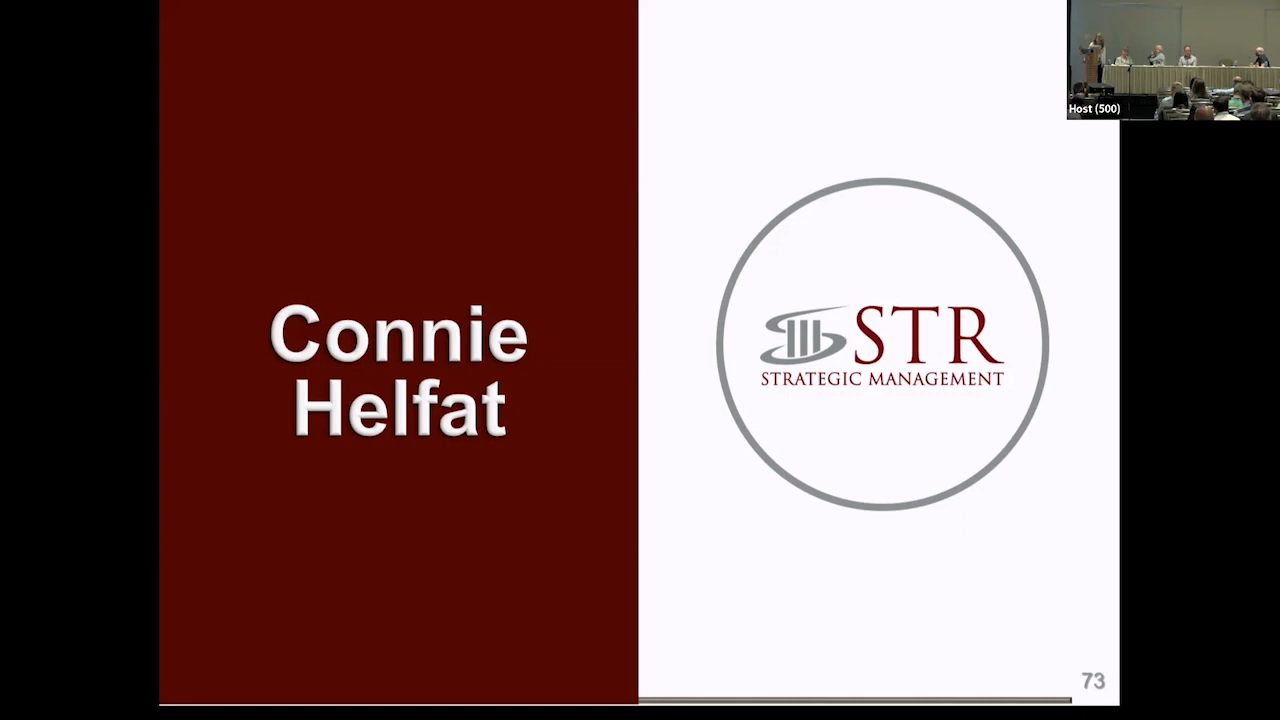 Connie
Helfat
STR
STRATEGIC MANAGEMENT
73
Host (500)